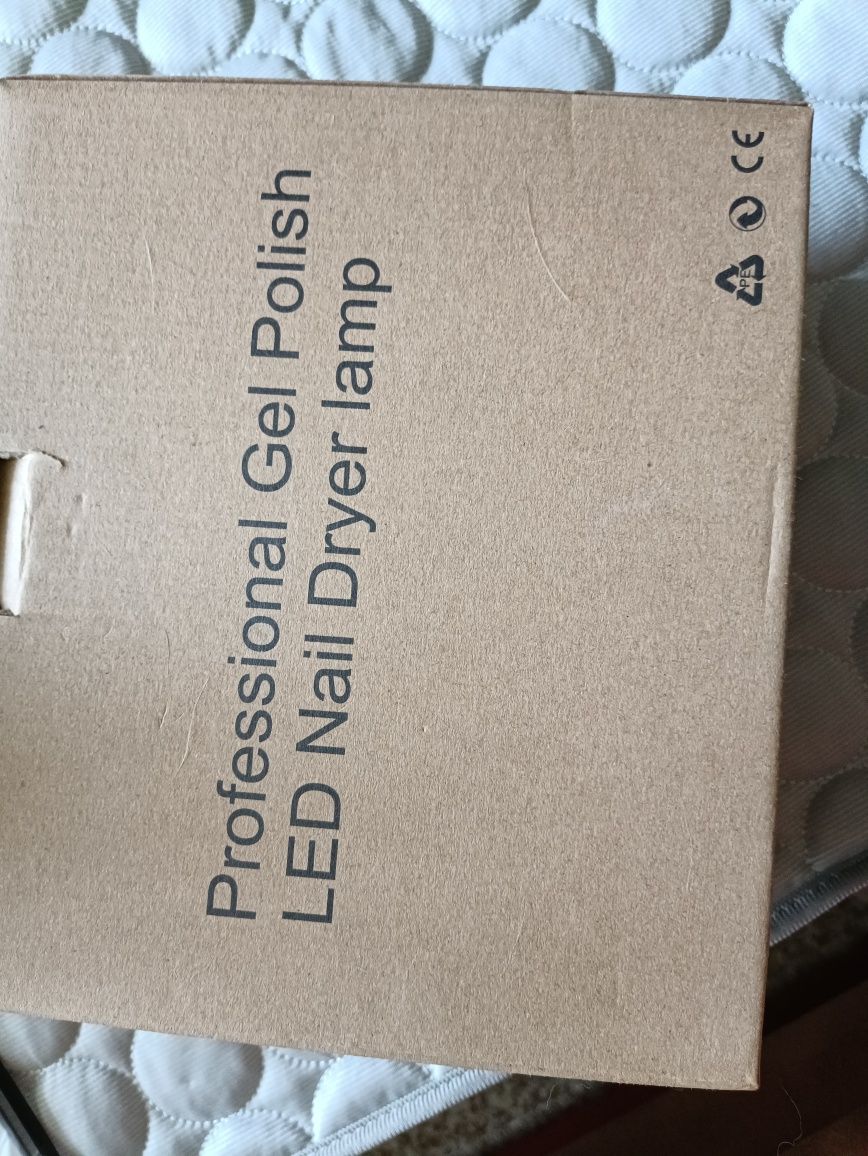 Professional Gel Polish
LED Nail Dryer lamp
PE
CE